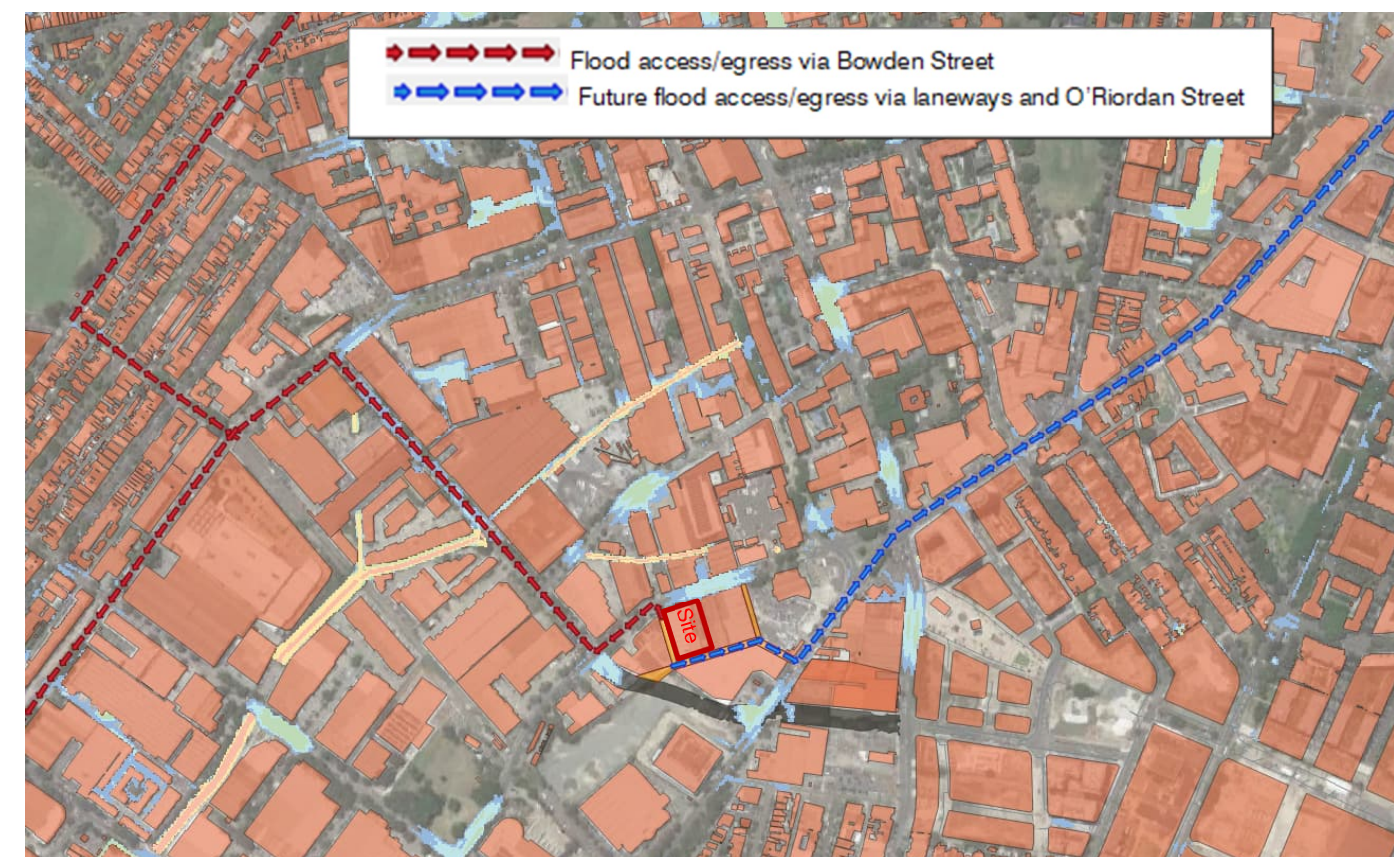 Flood access/egress via Bowden Street
Future flood access/egress via laneways and O'Riordan Street
Site